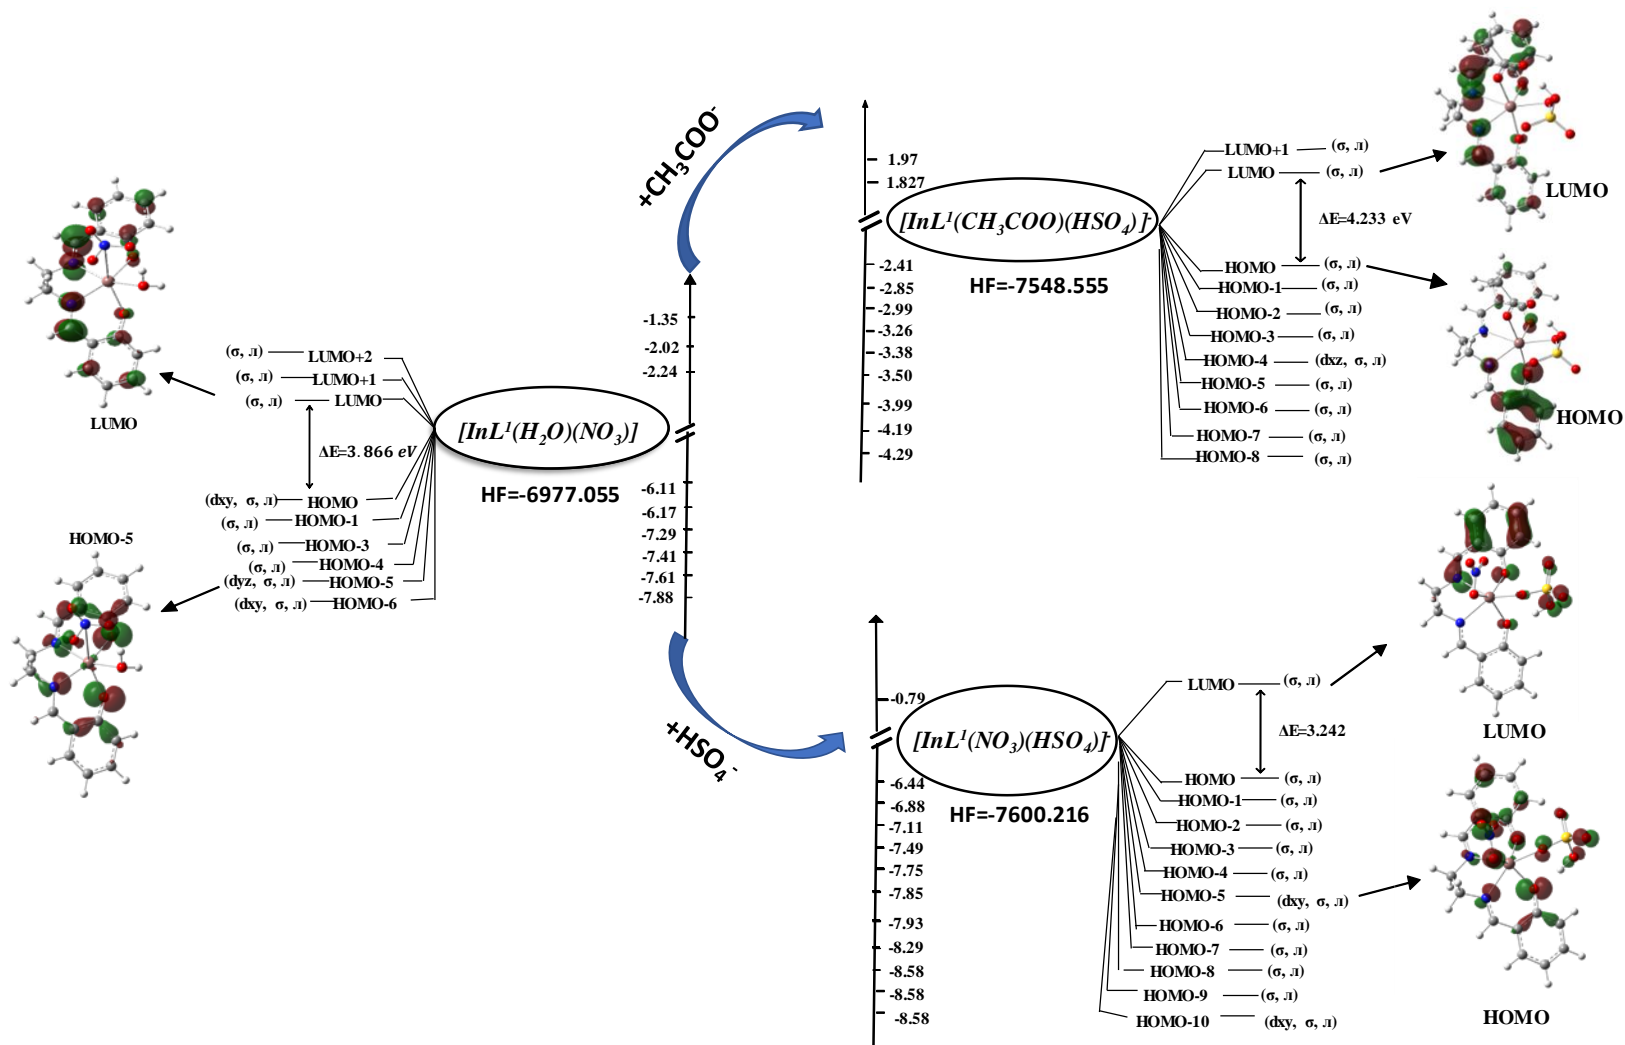 LUMO
(σ, л) LUMO+2
(σ, л) LUMO+1
(σ, л) LUMO
ΔE=3.866 eV
(dxy, σ, л) HOMO
(σ, л) HOMO-1
(σ, л) HOMO-3
(σ, л) HOMO-4
(dyz, σ, л) HOMO-5
(dxy, σ, л) HOMO-6
HOMO-5
[InL¹(H₂O)(NO₃)]
HF=-6977.055
-1.35
-2.02
-2.24
-6.11
-6.17
-7.29
-7.41
-7.61
-7.88
+CH₃COO⁻
+HSO₄⁻
1.97
1.827
-2.41
-2.85
-2.99
-3.26
-3.38
-3.50
-3.99
-4.19
-4.29
[InL¹(CH₃COO)(HSO₄)]⁻
HF=-7548.555
LUMO+1 (σ, л)
LUMO (σ, л)
ΔE=4.233 eV
HOMO (σ, л)
HOMO-1 (σ, л)
HOMO-2 (σ, л)
HOMO-3 (σ, л)
HOMO-4 (dxz, σ, л)
HOMO-5 (σ, л)
HOMO-6 (σ, л)
HOMO-7 (σ, л)
HOMO-8 (σ, л)
LUMO
HOMO
-0.79
-6.44
-6.88
-7.11
-7.49
-7.75
-7.85
-7.93
-8.29
-8.58
-8.58
-8.58
[InL¹(NO₃)(HSO₄)]⁻
HF=-7600.216
LUMO (σ, л)
ΔE=3.242
HOMO (σ, л)
HOMO-1 (σ, л)
HOMO-2 (σ, л)
HOMO-3 (σ, л)
HOMO-4 (σ, л)
HOMO-5 (dxy, σ, л)
HOMO-6 (σ, л)
HOMO-7 (σ, л)
HOMO-8 (σ, л)
HOMO-9 (σ, л)
HOMO-10 (dxy, σ, л)
LUMO
HOMO